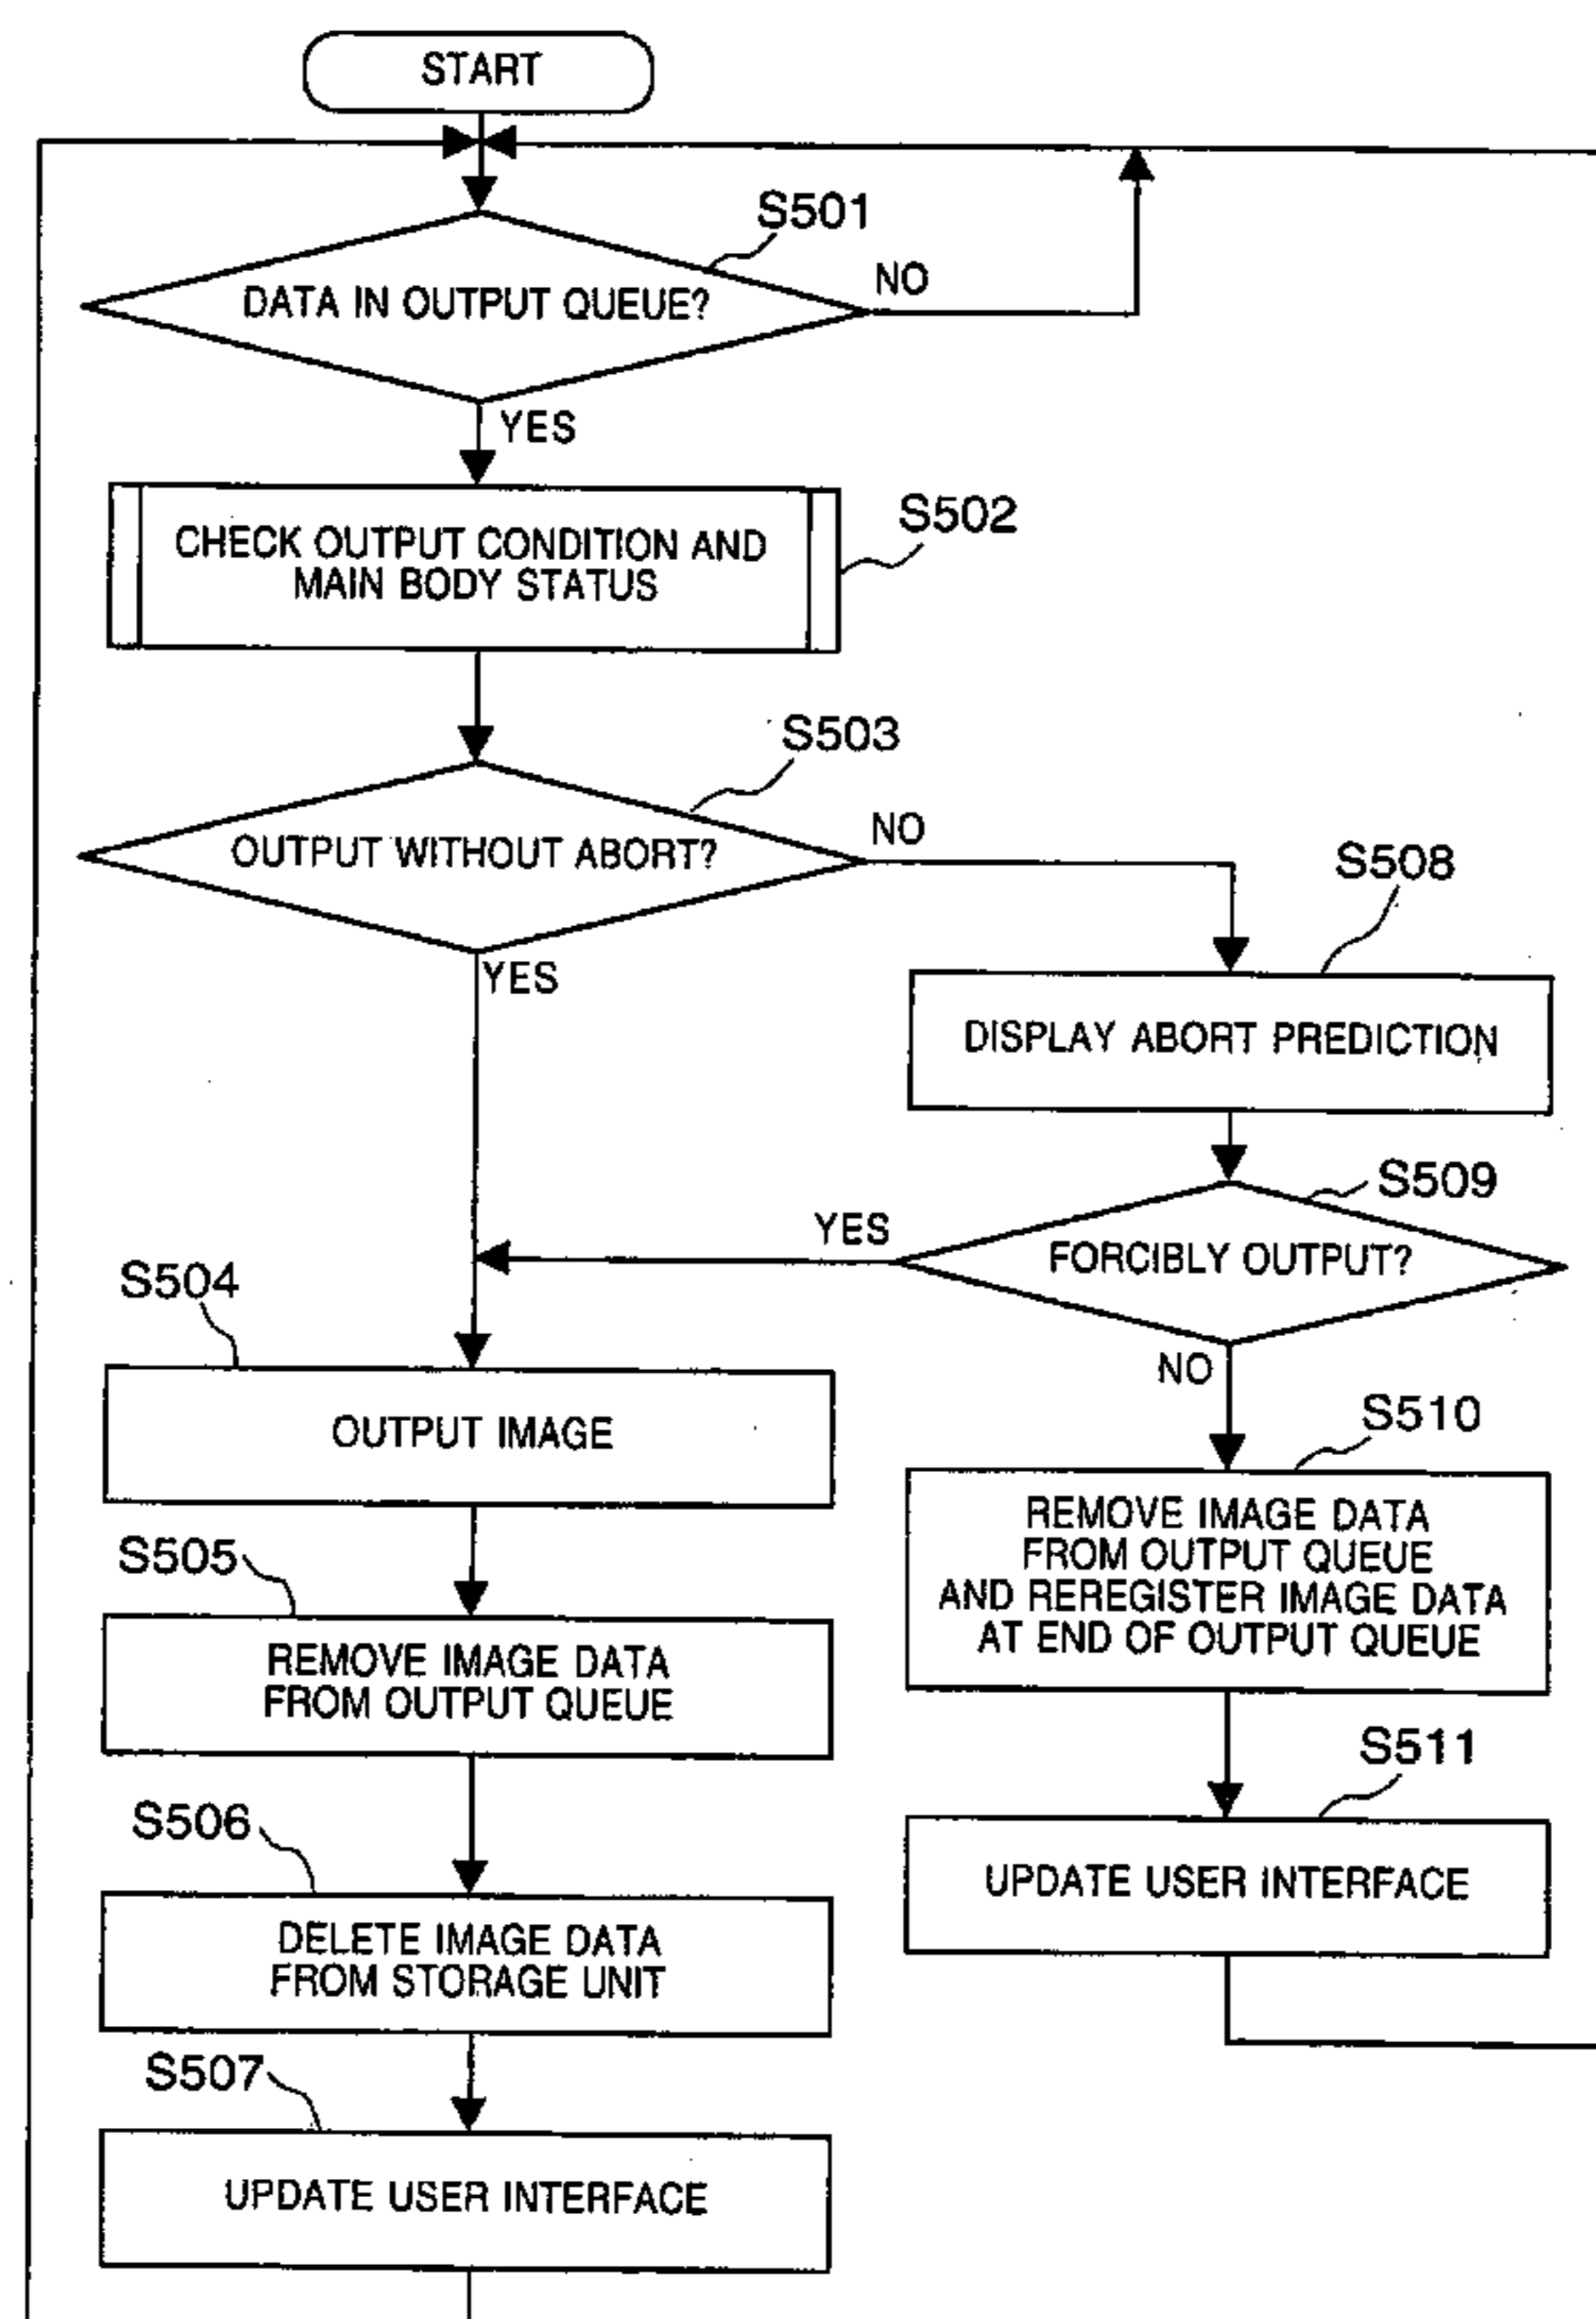 START
S501
DATA IN OUTPUT QUEUE?
NO
YES
CHECK OUTPUT CONDITION AND
MAIN BODY STATUS
S502
S503
OUTPUT WITHOUT ABORT?
NO
YES
S508
DISPLAY ABORT PREDICTION
S509
FORCIBLY OUTPUT?
YES
NO
S504
OUTPUT IMAGE
S510
REMOVE IMAGE DATA
FROM OUTPUT QUEUE
AND REREGISTER IMAGE DATA
AT END OF OUTPUT QUEUE
S505
REMOVE IMAGE DATA
FROM OUTPUT QUEUE
S511
UPDATE USER INTERFACE
S506
DELETE IMAGE DATA
FROM STORAGE UNIT
S507
UPDATE USER INTERFACE